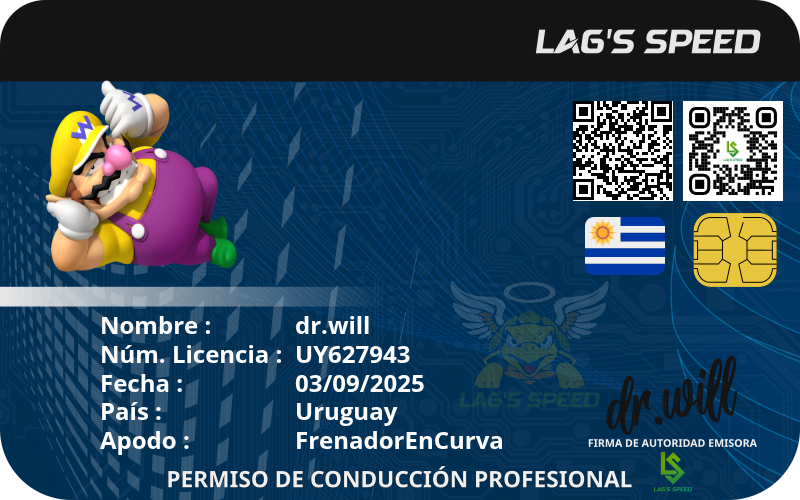 LAG'S SPEED
W
Nombre : dr.will
Núm. Licencia : UY627943
Fecha : 03/09/2025
País : Uruguay
Apodo : FrenadorEnCurva
LAG'S SPEED
dr.will
FIRMA DE AUTORIDAD EMISORA
PERMISO DE CONDUCCIÓN PROFESIONAL
LS
LAG'S SPEED